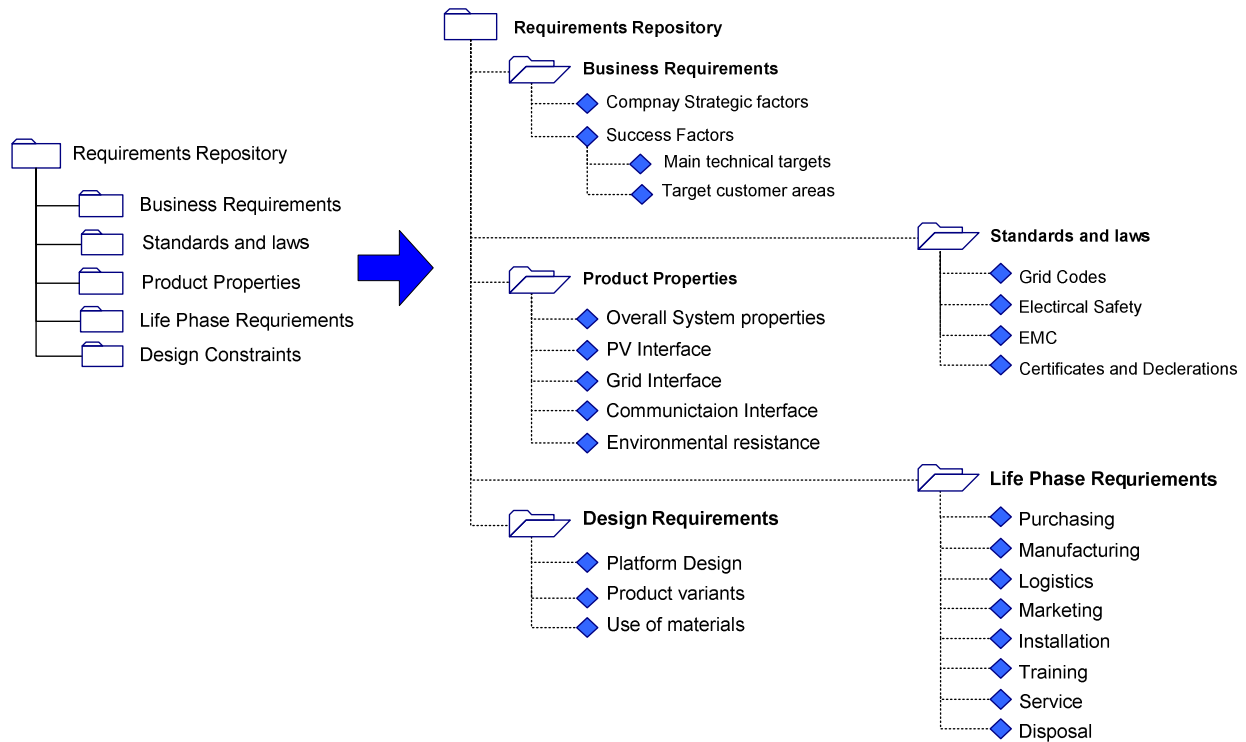 Requirements Repository
Business Requirements
Standards and laws
Product Properties
Life Phase Requriements
Design Constraints
Requirements Repository
Business Requirements
Compnay Strategic factors
Success Factors
Main technical targets
Target customer areas
Standards and laws
Grid Codes
Electircal Safety
EMC
Certificates and Declerations
Product Properties
Overall System properties
PV Interface
Grid Interface
Communictaion Interface
Environmental resistance
Life Phase Requriements
Purchasing
Manufacturing
Logistics
Marketing
Installation
Training
Service
Disposal
Design Requirements
Platform Design
Product variants
Use of materials